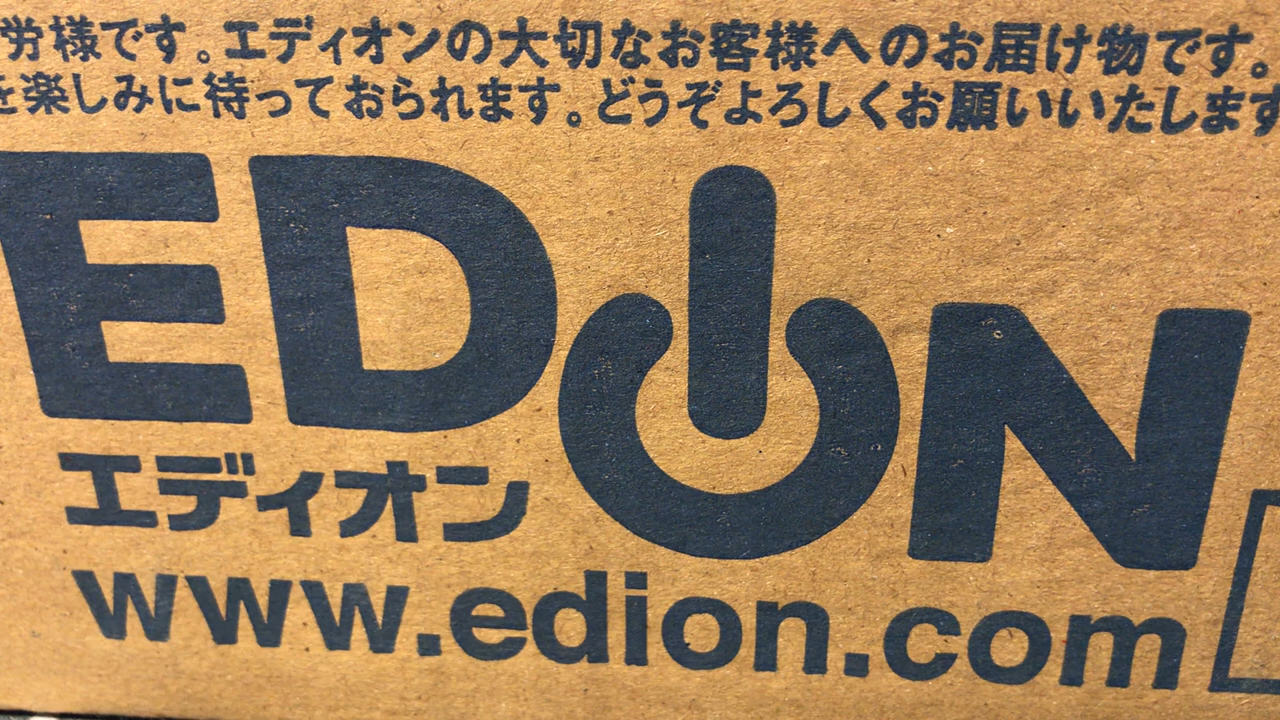 労様です。エディオンの大切なお客様へのお届け物です。
を楽しみに待っておられます。どうぞよろしくお願いいたします
EDION
エディオン
www.edion.com